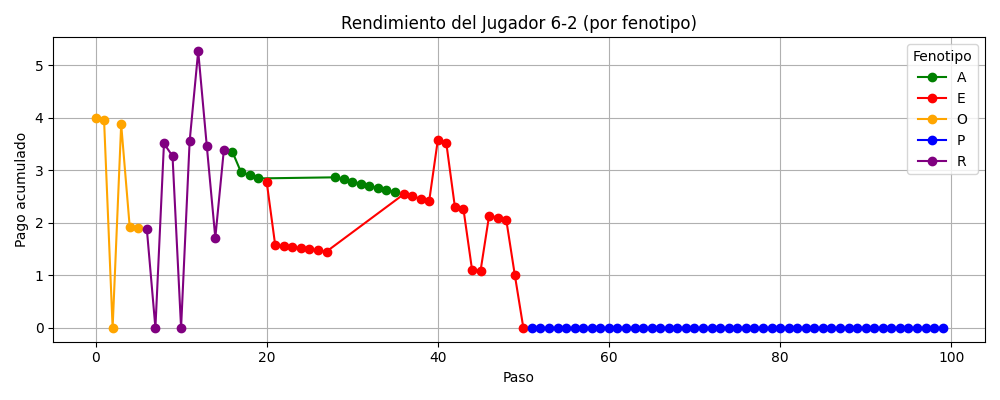 Rendimiento del Jugador 6-2 (por fenotipo)
Pago acumulado
5
4
3
2
1
0
Fenotipo
A
E
O
P
R
0 20 40 60 80 100
Paso